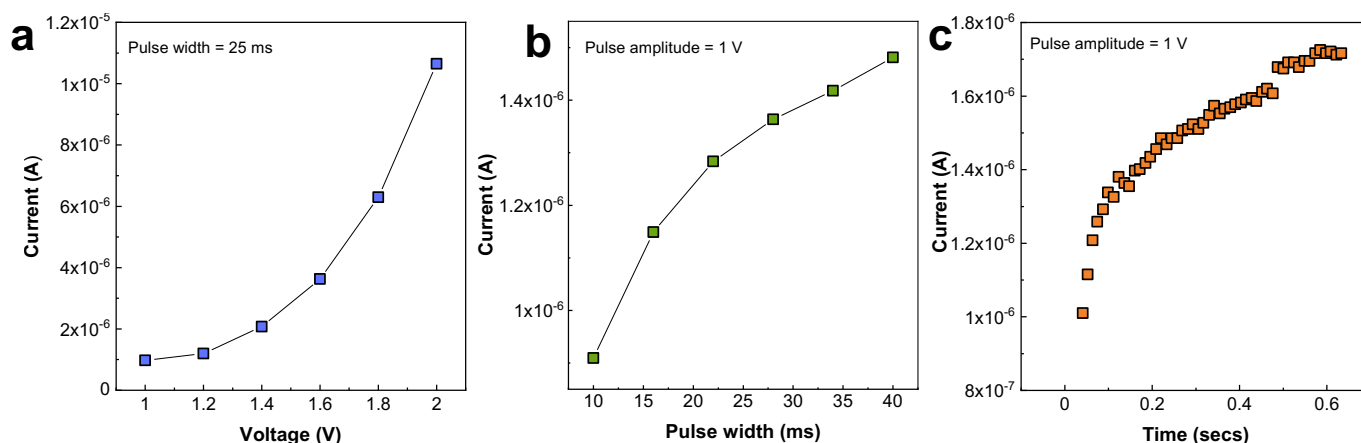 a
Pulse width = 25 ms
Current (A)
1.2x10⁻⁵
1x10⁻⁵
8x10⁻⁶
6x10⁻⁶
4x10⁻⁶
2x10⁻⁶
0
1 1.2 1.4 1.6 1.8 2
Voltage (V)
b
Pulse amplitude = 1 V
Current (A)
1.4x10⁻⁶
1.2x10⁻⁶
1x10⁻⁶
10 15 20 25 30 35 40
Pulse width (ms)
c
Pulse amplitude = 1 V
Current (A)
1.8x10⁻⁶
1.6x10⁻⁶
1.4x10⁻⁶
1.2x10⁻⁶
1x10⁻⁶
8x10⁻⁷
0 0.2 0.4 0.6
Time (secs)